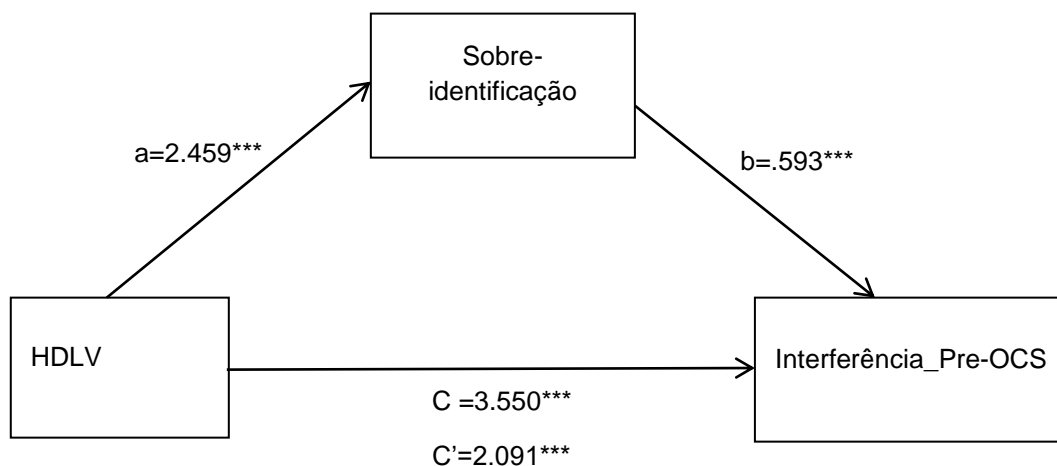 Sobre-
identificação
a=2.459***
b=.593***
HDLV
Interferência_Pre-OCS
C =3.550***
C’=2.091***